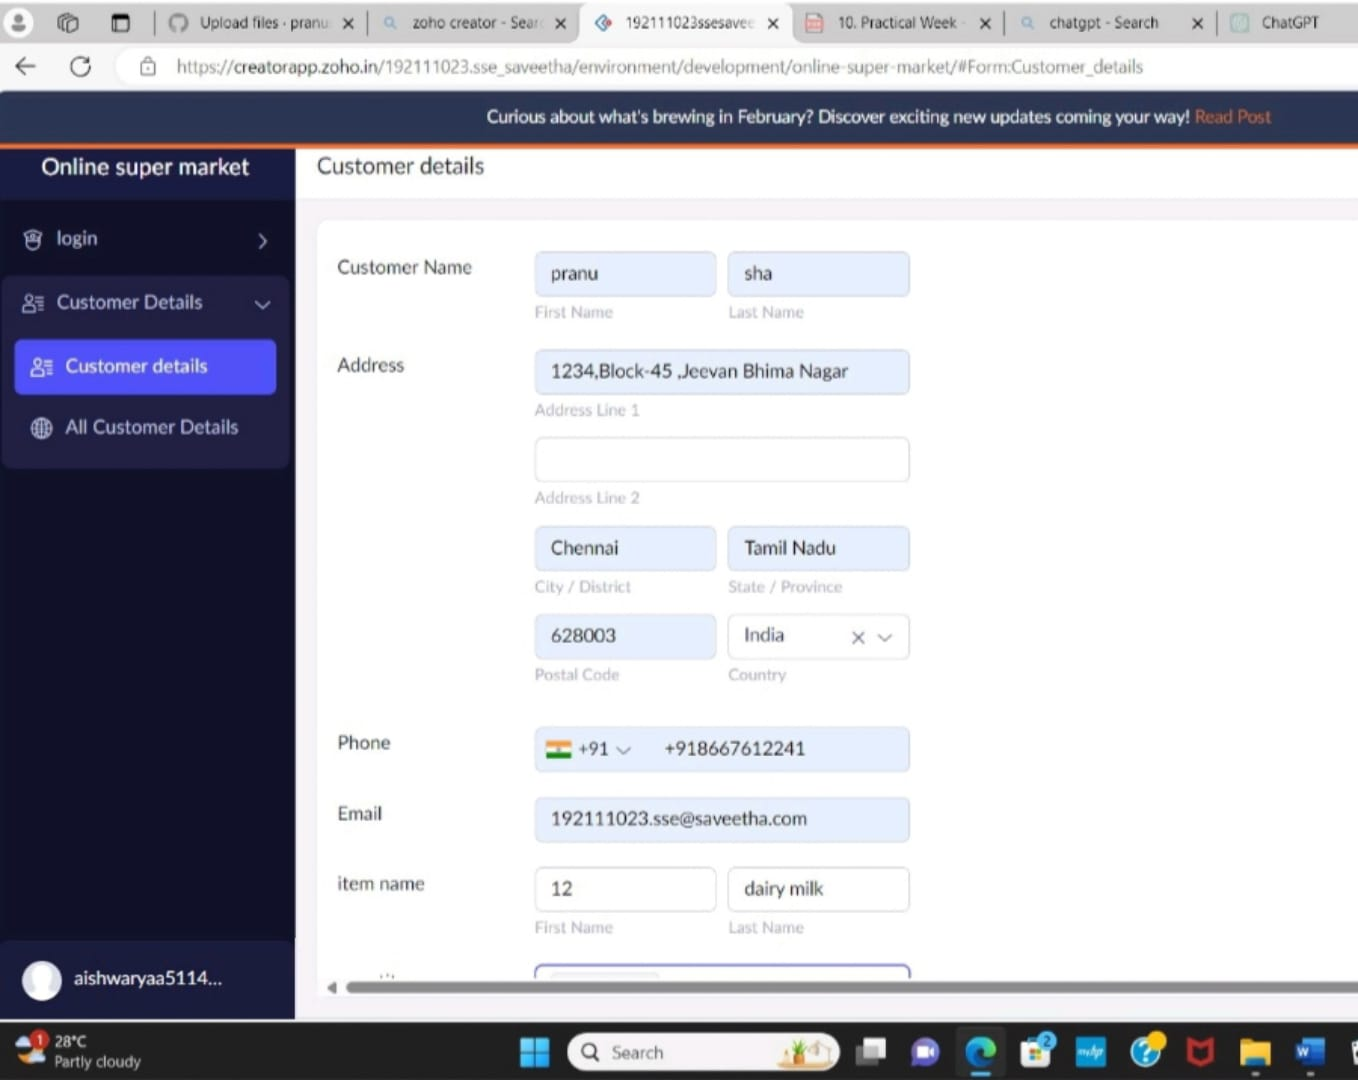 Upload files · pranu
zoho creator - Sear
192111023ssesavee
10. Practical Week -
chatgpt - Search
ChatGPT
https://creatorapp.zoho.in/192111023.sse_saveetha/environment/development/online-super-market/#Form:Customer_details
Curious about what's brewing in February? Discover exciting new updates coming your way! Read Post
Online super market
Customer details
login
Customer Details
Customer details
All Customer Details
Customer Name
pranu
sha
First Name
Last Name
Address
1234,Block-45 ,Jeevan Bhima Nagar
Address Line 1
Address Line 2
Chennai
Tamil Nadu
City / District
State / Province
628003
India
Postal Code
Country
Phone
+91
+918667612241
Email
192111023.sse@saveetha.com
item name
12
dairy milk
First Name
Last Name
aishwaryaa5114...
1
28°C
Partly cloudy
Search
2
myhp
?
W